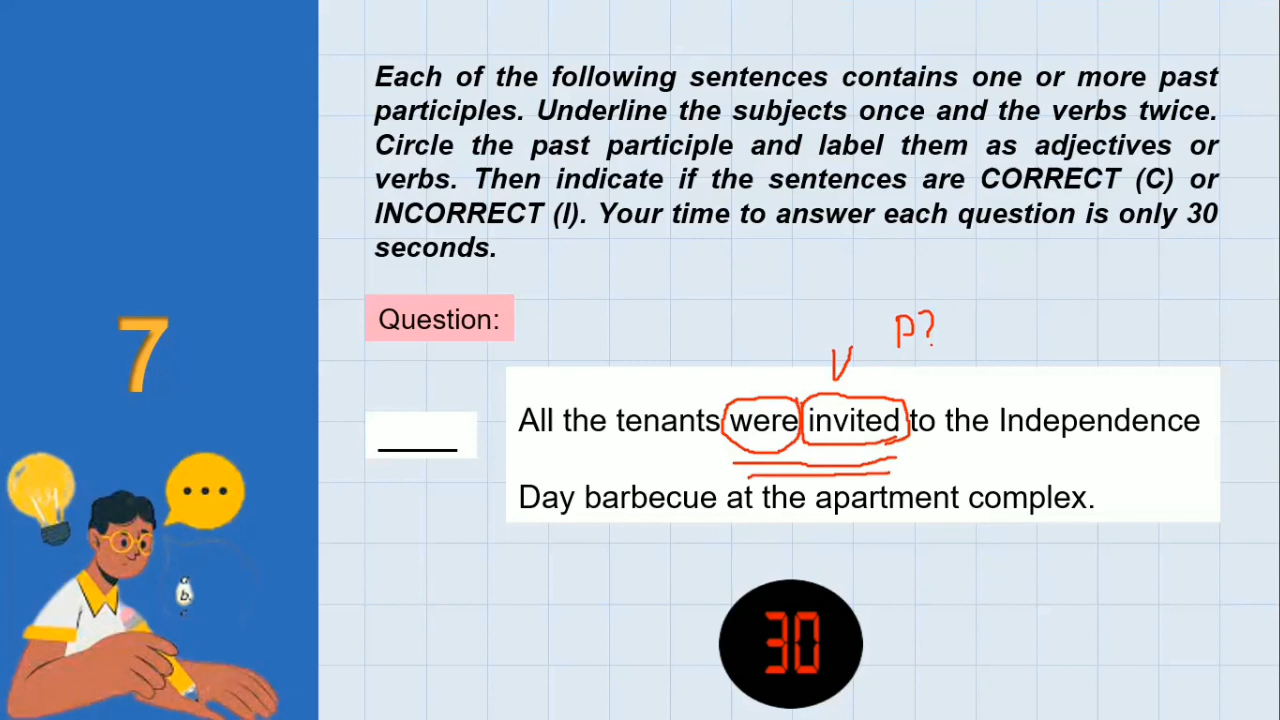 Each of the following sentences contains one or more past
participles. Underline the subjects once and the verbs twice.
Circle the past participle and label them as adjectives or
verbs. Then indicate if the sentences are CORRECT (C) or
INCORRECT (I). Your time to answer each question is only 30
seconds.
7
Question:
P?
V
All the tenants were invited to the Independence
Day barbecue at the apartment complex.
b.
30